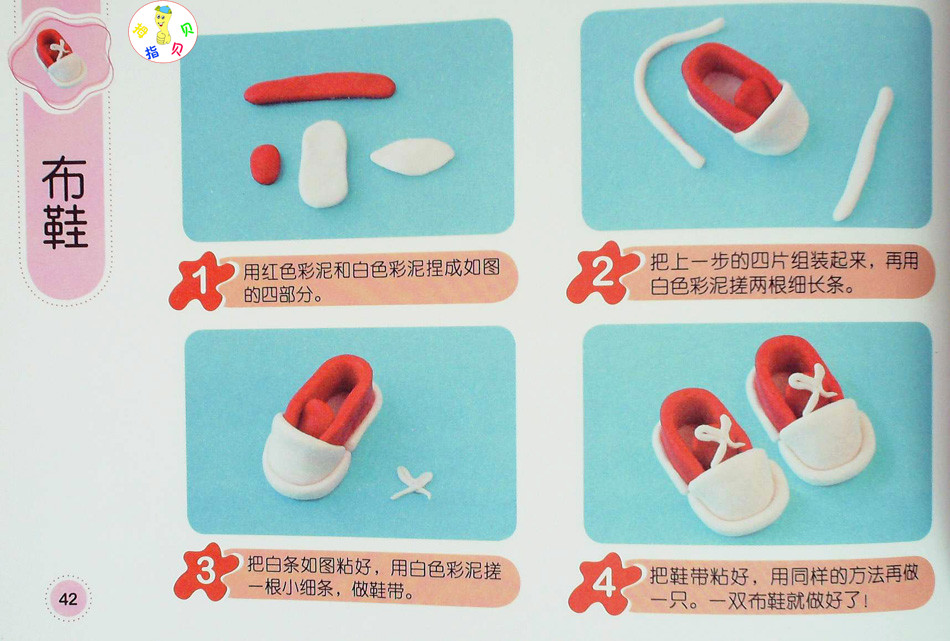 布鞋
1
用红色彩泥和白色彩泥捏成如图
的四部分。
2
把上一步的四片组装起来，再用
白色彩泥搓两根细长条。
3
把白条如图粘好，用白色彩泥搓
一根小细条，做鞋带。
4
把鞋带粘好，用同样的方法再做
一只。一双布鞋就做好了！
42